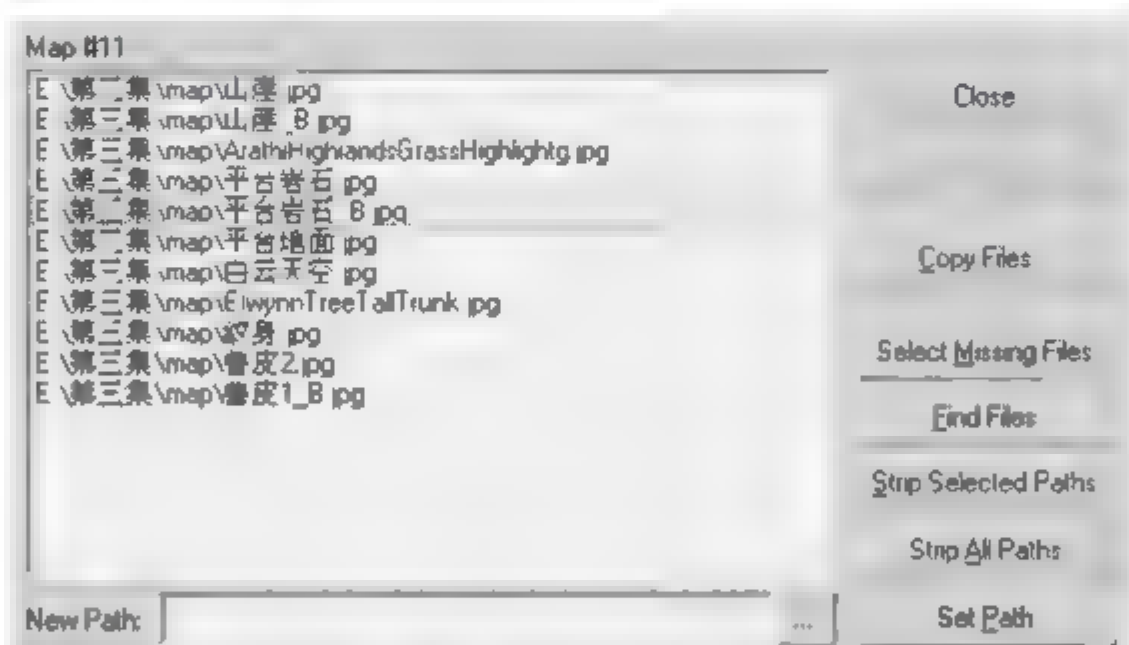 Map #11
E:\第三集\map\山崖.jpg
E:\第三集\map\山崖_B.jpg
E:\第三集\map\ArathiHighlandsGrassHighlightg.jpg
E:\第三集\map\平台岩石.jpg
E:\第三集\map\平台岩石_B.jpg
E:\第三集\map\平台地面.jpg
E:\第三集\map\白云天空.jpg
E:\第三集\map\ElwynnTreeTallTrunk.jpg
E:\第三集\map\身.jpg
E:\第三集\map\皮2.jpg
E:\第三集\map\皮1_B.jpg
New Path:
...
Close
Copy Files
Select Missing Files
Find Files
Strip Selected Paths
Strip All Paths
Set Path